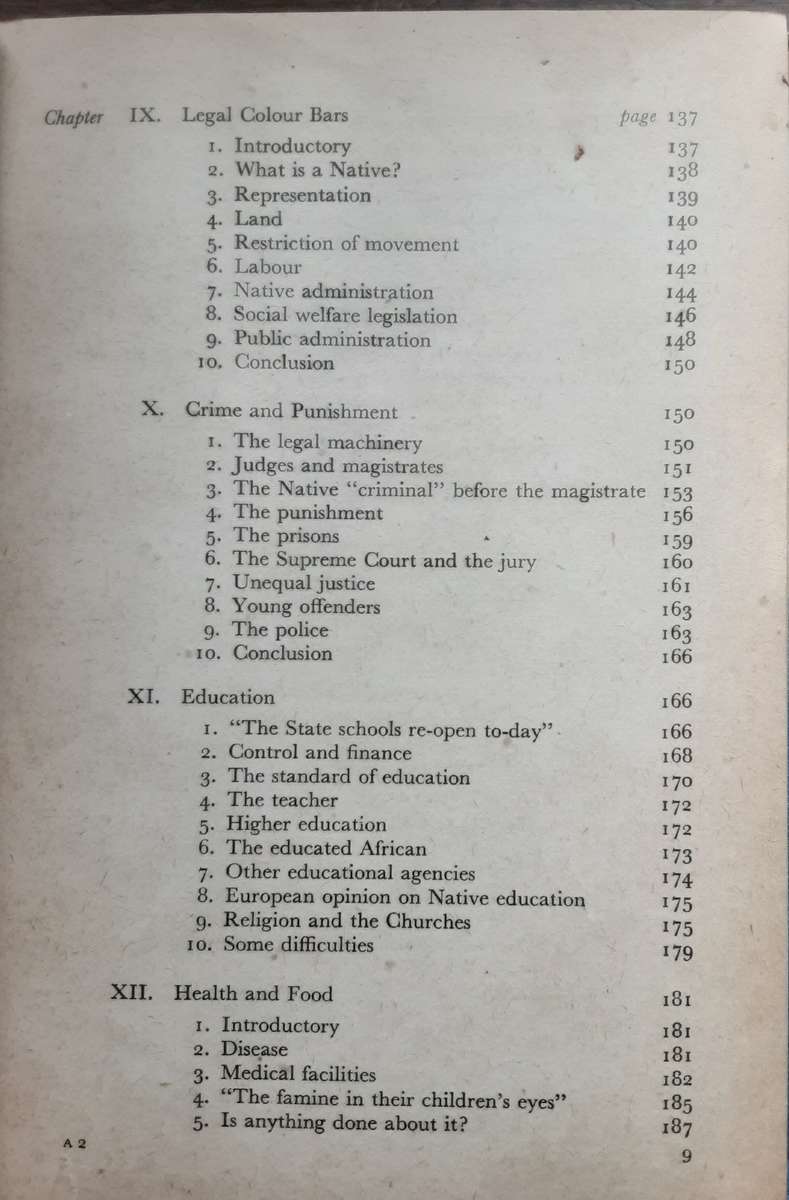 Chapter IX. Legal Colour Bars page 137
1. Introductory 137
2. What is a Native? 138
3. Representation 139
4. Land 140
5. Restriction of movement 140
6. Labour 142
7. Native administration 144
8. Social welfare legislation 146
9. Public administration 148
10. Conclusion 150
X. Crime and Punishment 150
1. The legal machinery 150
2. Judges and magistrates 151
3. The Native “criminal” before the magistrate 153
4. The punishment 156
5. The prisons 159
6. The Supreme Court and the jury 160
7. Unequal justice 161
8. Young offenders 163
9. The police 163
10. Conclusion 166
XI. Education 166
1. “The State schools re-open to-day” 166
2. Control and finance 168
3. The standard of education 170
4. The teacher 172
5. Higher education 172
6. The educated African 173
7. Other educational agencies 174
8. European opinion on Native education 175
9. Religion and the Churches 175
10. Some difficulties 179
XII. Health and Food 181
1. Introductory 181
2. Disease 181
3. Medical facilities 182
4. “The famine in their children’s eyes” 185
5. Is anything done about it? 187
A 2 9